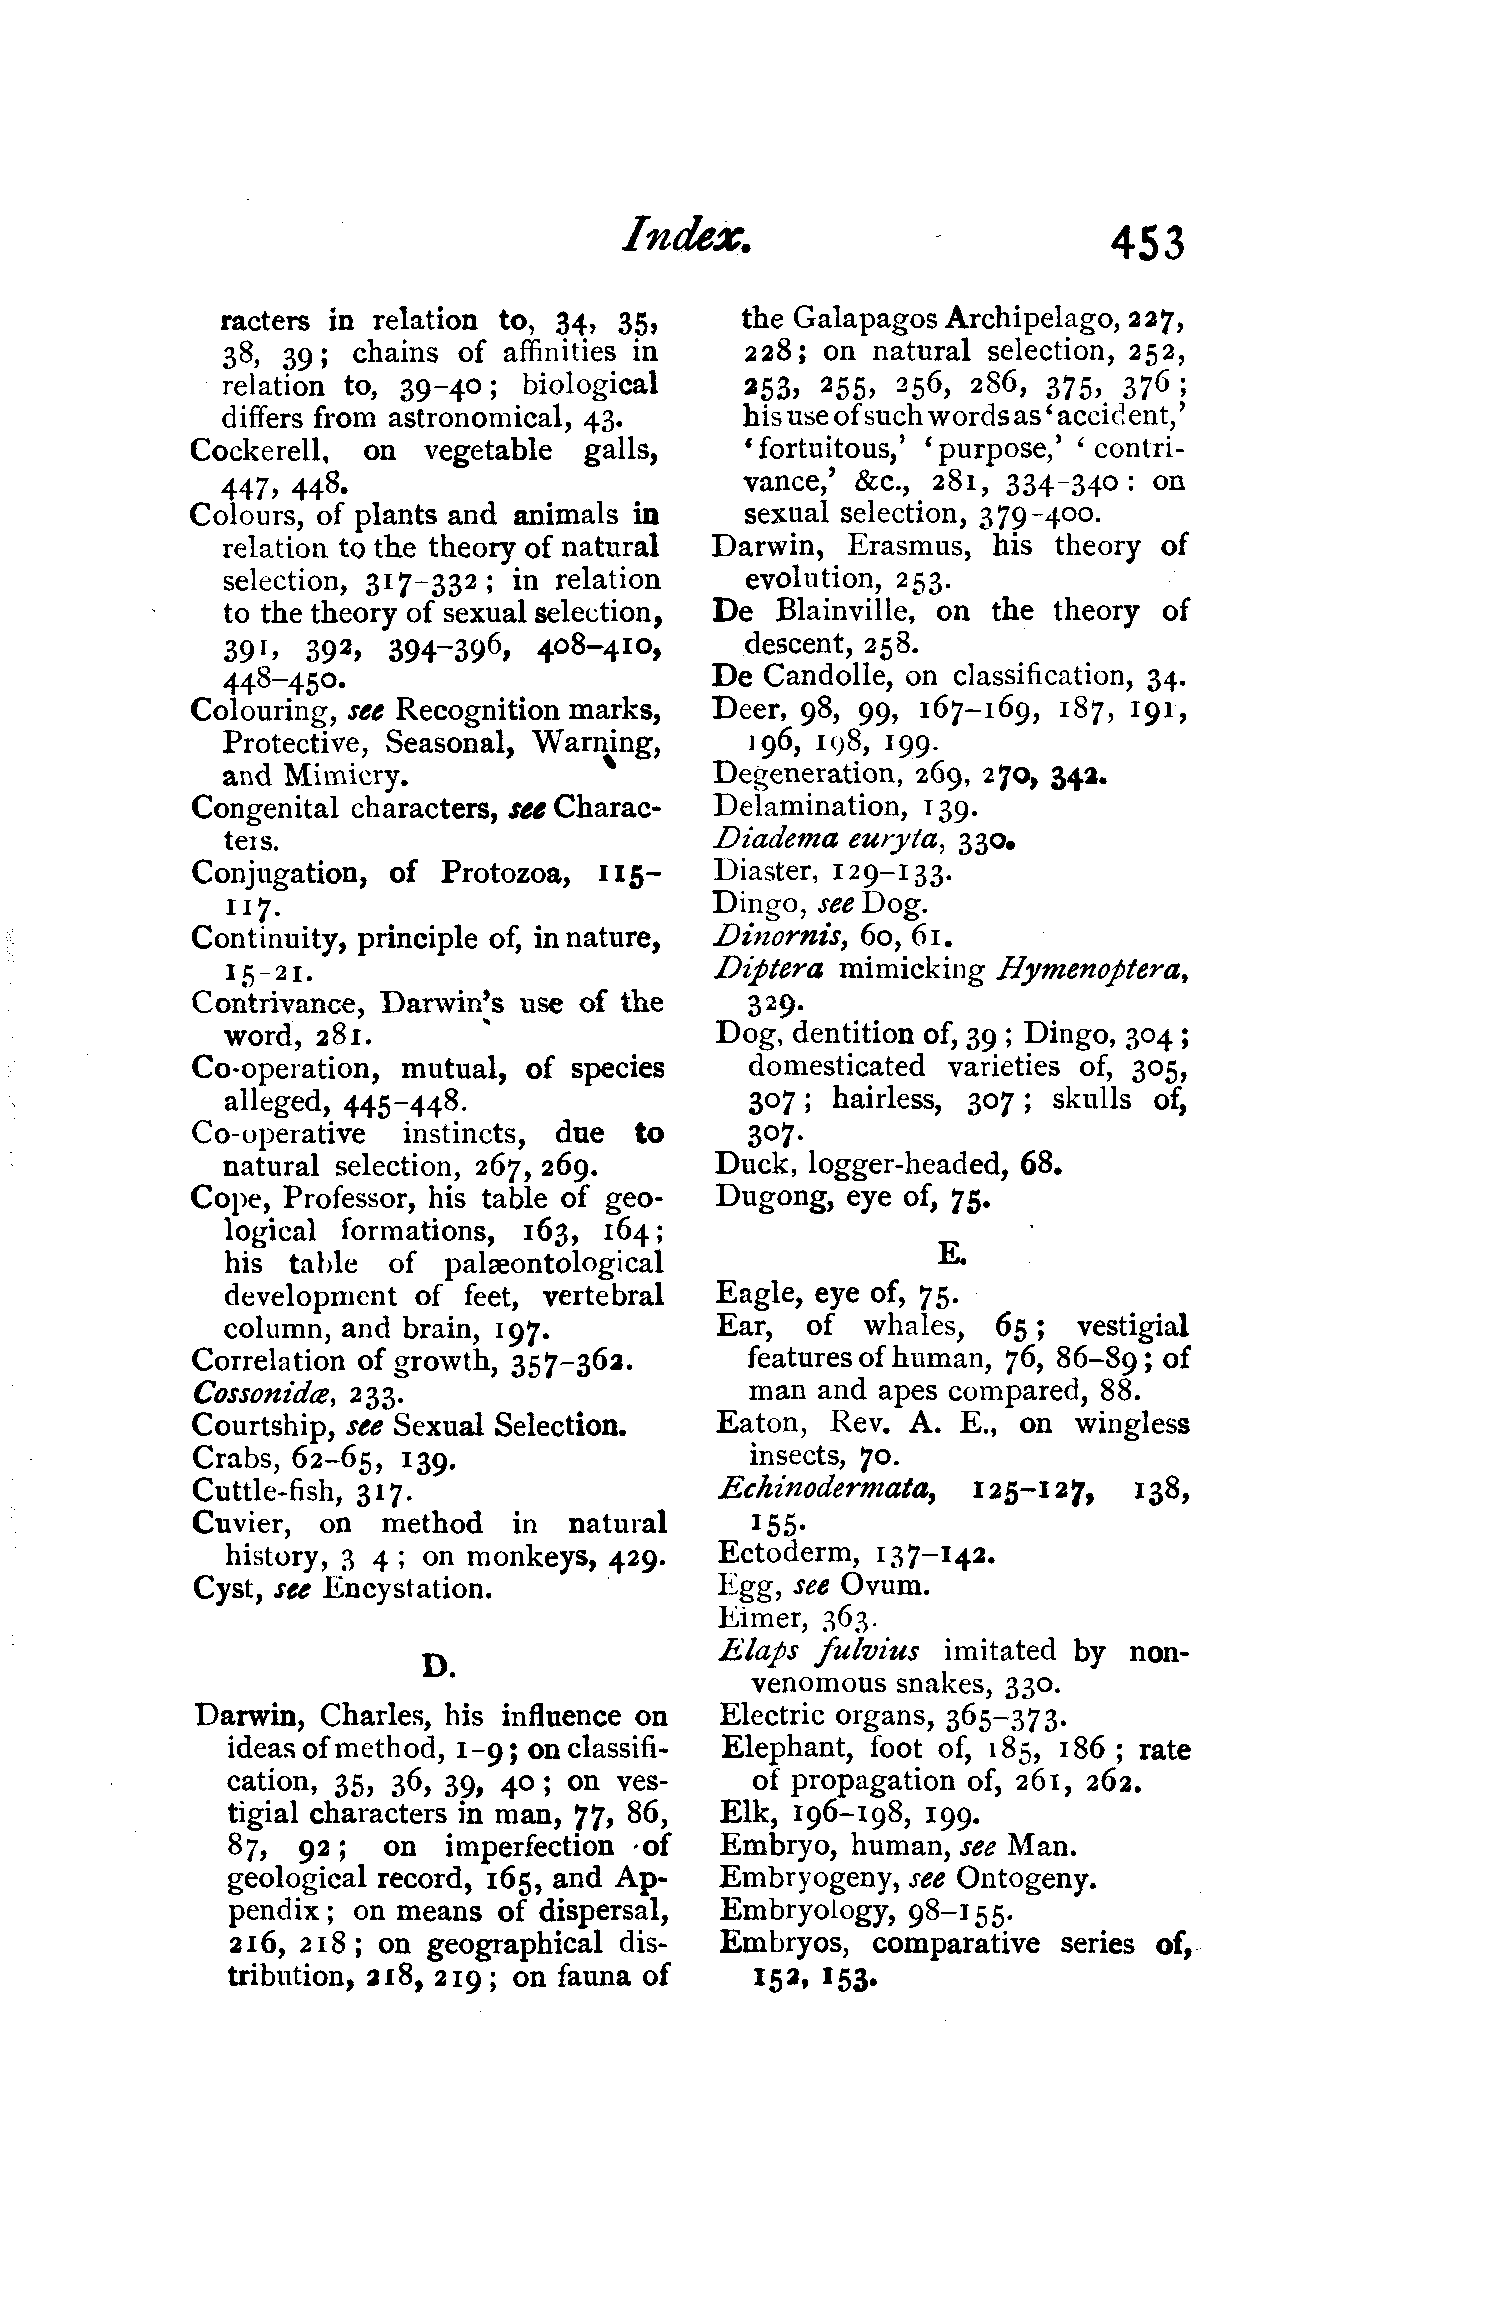 Index. 453
racters in relation to, 34, 35,
38, 39; chains of affinities in
relation to, 39-40; biological
differs from astronomical, 43.
Cockerell, on vegetable galls,
447, 448.
Colours, of plants and animals in
relation to the theory of natural
selection, 317-332; in relation
to the theory of sexual selection,
391, 392, 394-396, 408-410,
448-450.
Colouring, see Recognition marks,
Protective, Seasonal, Warning,
and Mimicry.
Congenital characters, see Charac-
ters.
Conjugation, of Protozoa, 115-
117.
Continuity, principle of, in nature,
15-21.
Contrivance, Darwin's use of the
word, 281.
Co-operation, mutual, of species
alleged, 445-448.
Co-operative instincts, due to
natural selection, 267, 269.
Cope, Professor, his table of geo-
logical formations, 163, 164;
his table of palæontological
development of feet, vertebral
column, and brain, 197.
Correlation of growth, 357-362.
Cossonidæ, 233.
Courtship, see Sexual Selection.
Crabs, 62-65, 139.
Cuttle-fish, 317.
Cuvier, on method in natural
history, 3 4; on monkeys, 429.
Cyst, see Encystation.
D.
Darwin, Charles, his influence on
ideas of method, 1-9; on classifi-
cation, 35, 36, 39, 40; on ves-
tigial characters in man, 77, 86,
87, 92; on imperfection of
geological record, 165, and Ap-
pendix; on means of dispersal,
216, 218; on geographical dis-
tribution, 218, 219; on fauna of
the Galapagos Archipelago, 227,
228; on natural selection, 252,
253, 255, 256, 286, 375, 376;
his use of such words as 'accident,'
'fortuitous,' 'purpose,' 'contri-
vance,' &c., 281, 334-340: on
sexual selection, 379-400.
Darwin, Erasmus, his theory of
evolution, 253.
De Blainville, on the theory of
descent, 258.
De Candolle, on classification, 34.
Deer, 98, 99, 167-169, 187, 191,
196, 198, 199.
Degeneration, 269, 270, 342.
Delamination, 139.
Diadema euryta, 330.
Diaster, 129-133.
Dingo, see Dog.
Dinornis, 60, 61.
Diptera mimicking Hymenoptera,
329.
Dog, dentition of, 39; Dingo, 304;
domesticated varieties of, 305,
307; hairless, 307; skulls of,
307.
Duck, logger-headed, 68.
Dugong, eye of, 75.
E.
Eagle, eye of, 75.
Ear, of whales, 65; vestigial
features of human, 76, 86-89; of
man and apes compared, 88.
Eaton, Rev. A. E., on wingless
insects, 70.
Echinodermata, 125-127, 138,
155.
Ectoderm, 137-142.
Egg, see Ovum.
Eimer, 363.
Elaps fulvius imitated by non-
venomous snakes, 330.
Electric organs, 365-373.
Elephant, foot of, 185, 186; rate
of propagation of, 261, 262.
Elk, 196-198, 199.
Embryo, human, see Man.
Embryogeny, see Ontogeny.
Embryology, 98-155.
Embryos, comparative series of,
152, 153.